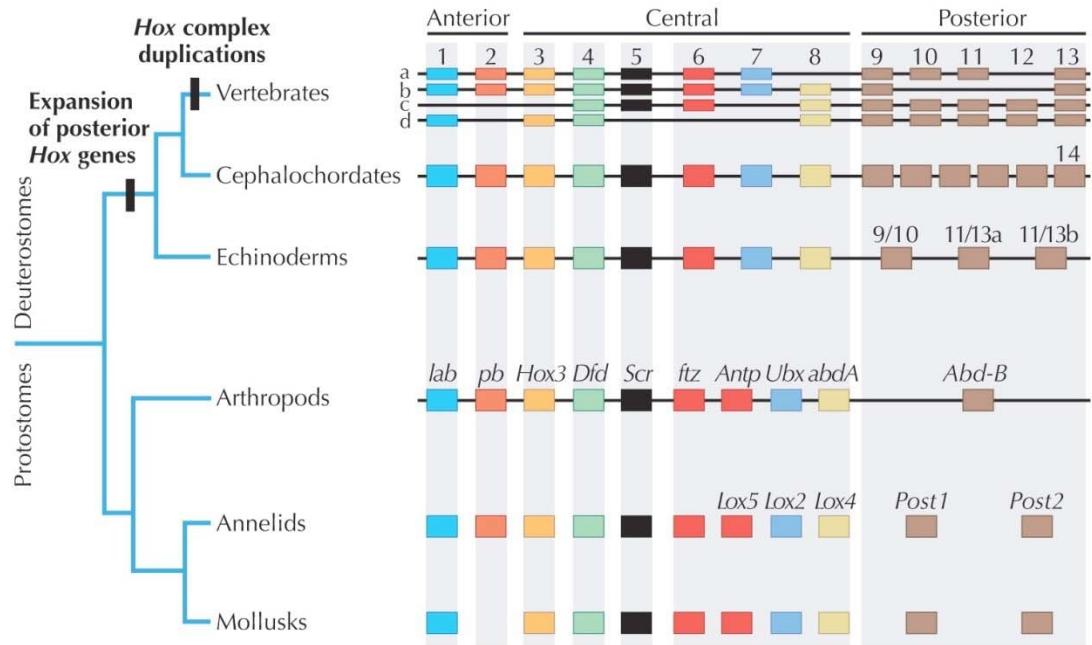 Hox complex
duplications
Expansion
of posterior
Hox genes
Deuterostomes
Protostomes
Vertebrates
Cephalochordates
Echinoderms
Arthropods
Annelids
Mollusks
Anterior Central Posterior
1 2 3 4 5 6 7 8 9 10 11 12 13
a
b
c
d
14
9/10 11/13a 11/13b
lab pb Hox3 Dfd Scr ftz Antp Ubx abdA Abd-B
Lox5 Lox2 Lox4 Post1 Post2